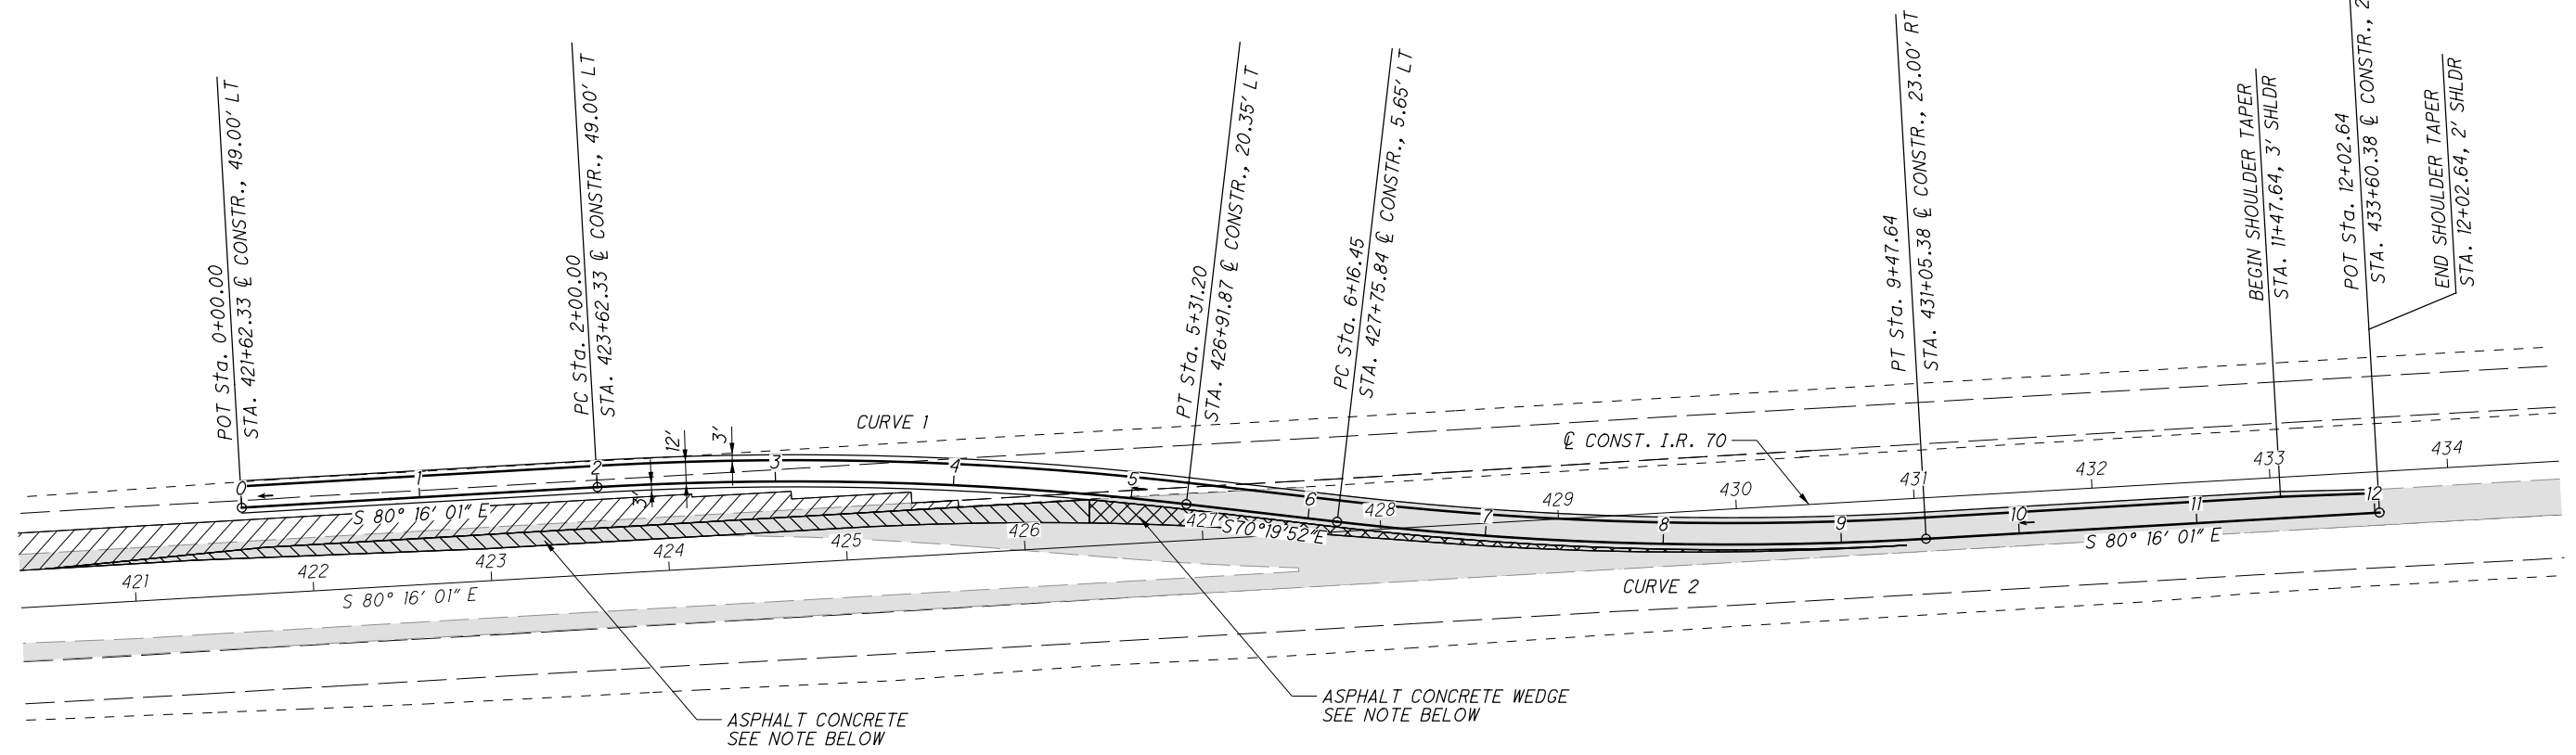 POT Sta. 0+00.00
STA. 421+62.33 ℄ CONSTR., 49.00' LT
PC Sta. 2+00.00
STA. 423+62.33 ℄ CONSTR., 49.00' LT
PT Sta. 5+31.20
STA. 426+91.87 ℄ CONSTR., 20.35' LT
PC Sta. 6+16.45
STA. 427+75.84 ℄ CONSTR., 5.65' LT
PT Sta. 9+47.64
STA. 431+05.38 ℄ CONSTR., 23.00' RT
BEGIN SHOULDER TAPER
STA. 11+47.64, 3' SHLDR
POT Sta. 12+02.64
STA. 433+60.38 ℄ CONSTR., 2
END SHOULDER TAPER
STA. 12+02.64, 2' SHLDR
CURVE 1
12'
3'
3'
℄ CONST. I.R. 70
0
1
2
3
4
5
6
7
8
9
10
11
12
S 80° 16' 01" E
S70°19'52"E
S 80° 16' 01" E
421
422
423
424
425
426
427
428
429
430
431
432
433
434
S 80° 16' 01" E
CURVE 2
ASPHALT CONCRETE WEDGE
SEE NOTE BELOW
ASPHALT CONCRETE
SEE NOTE BELOW